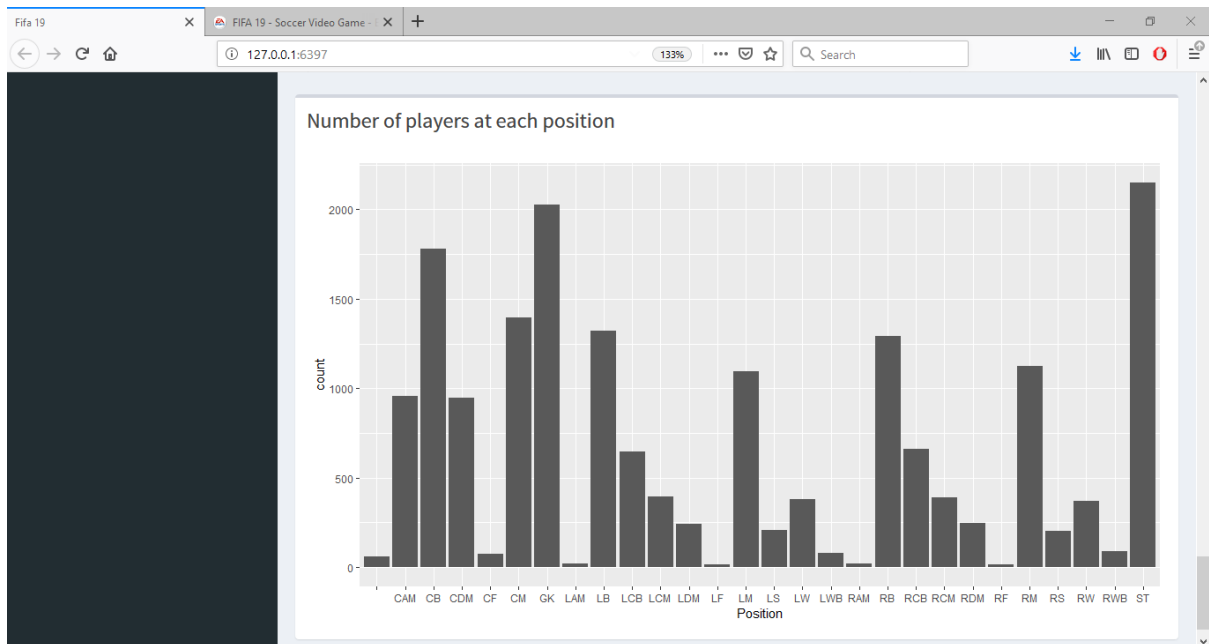 Fifa 19
FIFA 19 - Soccer Video Game -
127.0.0.1:6397
133%
Search
Number of players at each position
2000
1500
1000
500
0
count
CAM CB CDM CF CM GK LAM LB LCB LCM LDM LF LM LS LW LWB RAM RB RCB RCM RDM RF RM RS RW RWB ST
Position